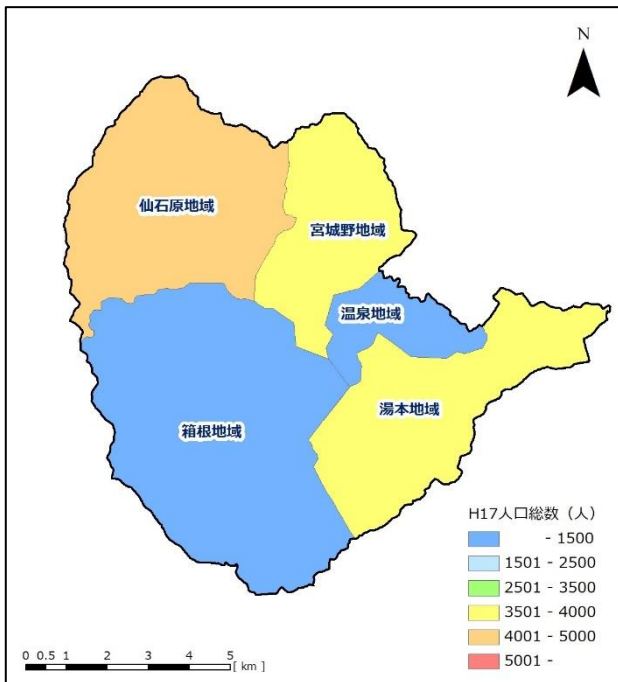 N
仙石原地域
宮城野地域
温泉地域
湯本地域
箱根地域
H17人口総数（人）
- 1500
1501 - 2500
2501 - 3500
3501 - 4000
4001 - 5000
5001 -
0 0.5 1 2 3 4 5
[ km ]